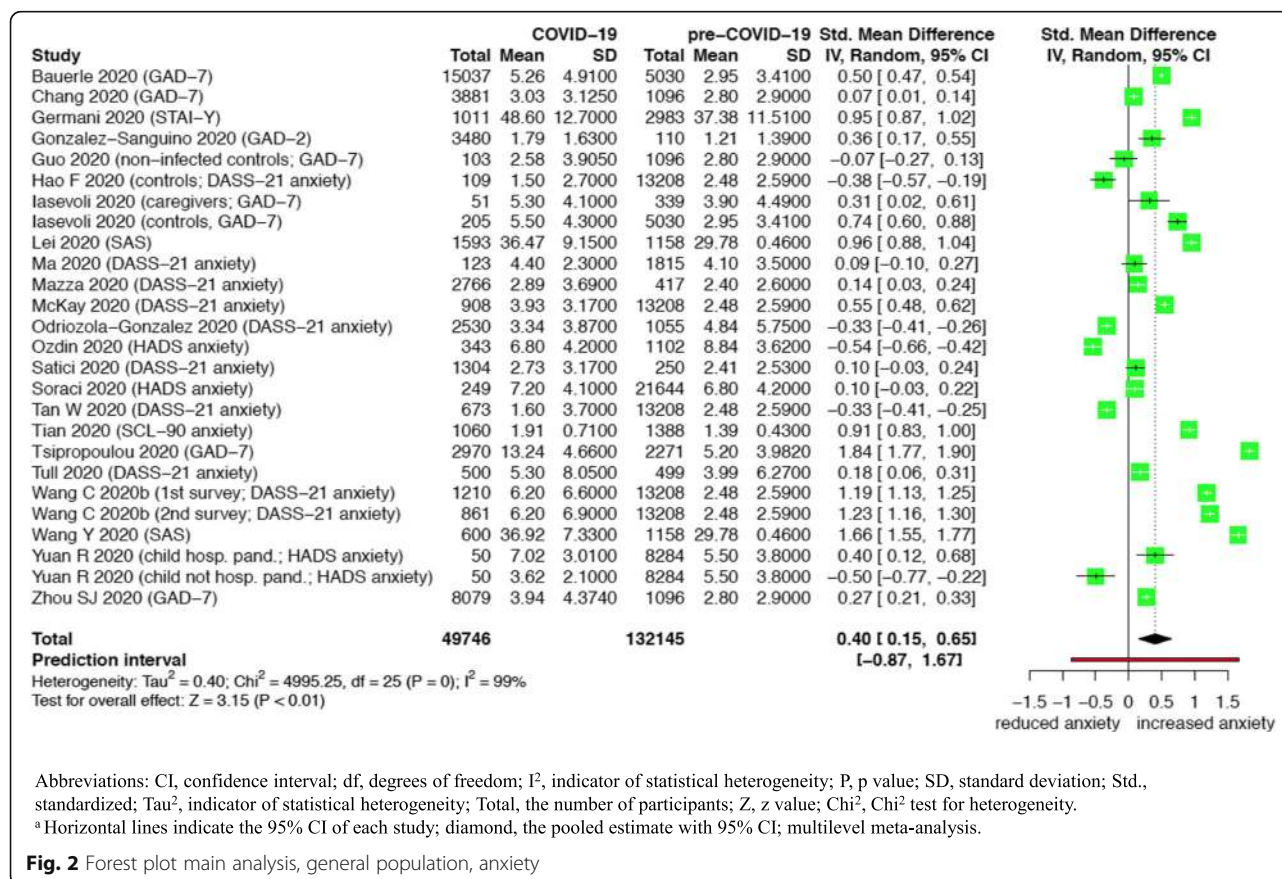 COVID−19 pre−COVID−19 Std. Mean Difference Std. Mean Difference
Study Total Mean SD Total Mean SD IV, Random, 95% CI IV, Random, 95% CI
Bauerle 2020 (GAD−7) 15037 5.26 4.9100 5030 2.95 3.4100 0.50 [ 0.47, 0.54]
Chang 2020 (GAD−7) 3881 3.03 3.1250 1096 2.80 2.9000 0.07 [ 0.01, 0.14]
Germani 2020 (STAI−Y) 1011 48.60 12.7000 2983 37.38 11.5100 0.95 [ 0.87, 1.02]
Gonzalez−Sanguino 2020 (GAD−2) 3480 1.79 1.6300 110 1.21 1.3900 0.36 [ 0.17, 0.55]
Guo 2020 (non−infected controls; GAD−7) 103 2.58 3.9050 1096 2.80 2.9000 −0.07 [−0.27, 0.13]
Hao F 2020 (controls; DASS−21 anxiety) 109 1.50 2.7000 13208 2.48 2.5900 −0.38 [−0.57, −0.19]
Iasevoli 2020 (caregivers; GAD−7) 51 5.30 4.1000 339 3.90 4.4900 0.31 [ 0.02, 0.61]
Iasevoli 2020 (controls, GAD−7) 205 5.50 4.3000 5030 2.95 3.4100 0.74 [ 0.60, 0.88]
Lei 2020 (SAS) 1593 36.47 9.1500 1158 29.78 0.4600 0.96 [ 0.88, 1.04]
Ma 2020 (DASS−21 anxiety) 123 4.40 2.3000 1815 4.10 3.5000 0.09 [−0.10, 0.27]
Mazza 2020 (DASS−21 anxiety) 2766 2.89 3.6900 417 2.40 2.6000 0.14 [ 0.03, 0.24]
McKay 2020 (DASS−21 anxiety) 908 3.93 3.1700 13208 2.48 2.5900 0.55 [ 0.48, 0.62]
Odriozola−Gonzalez 2020 (DASS−21 anxiety) 2530 3.34 3.8700 1055 4.84 5.7500 −0.33 [−0.41, −0.26]
Ozdin 2020 (HADS anxiety) 343 6.80 4.2000 1102 8.84 3.6200 −0.54 [−0.66, −0.42]
Satici 2020 (DASS−21 anxiety) 1304 2.73 3.1700 250 2.41 2.5300 0.10 [−0.03, 0.24]
Soraci 2020 (HADS anxiety) 249 7.20 4.1000 21644 6.80 4.2000 0.10 [−0.03, 0.22]
Tan W 2020 (DASS−21 anxiety) 673 1.60 3.7000 13208 2.48 2.5900 −0.33 [−0.41, −0.25]
Tian 2020 (SCL−90 anxiety) 1060 1.91 0.7100 1388 1.39 0.4300 0.91 [ 0.83, 1.00]
Tsipropoulou 2020 (GAD−7) 2970 13.24 4.6600 2271 5.20 3.9820 1.84 [ 1.77, 1.90]
Tull 2020 (DASS−21 anxiety) 500 5.30 8.0500 499 3.99 6.2700 0.18 [ 0.06, 0.31]
Wang C 2020b (1st survey; DASS−21 anxiety) 1210 6.20 6.6000 13208 2.48 2.5900 1.19 [ 1.13, 1.25]
Wang C 2020b (2nd survey; DASS−21 anxiety) 861 6.20 6.9000 13208 2.48 2.5900 1.23 [ 1.16, 1.30]
Wang Y 2020 (SAS) 600 36.92 7.3300 1158 29.78 0.4600 1.66 [ 1.55, 1.77]
Yuan R 2020 (child hosp. pand.; HADS anxiety) 50 7.02 3.0100 8284 5.50 3.8000 0.40 [ 0.12, 0.68]
Yuan R 2020 (child not hosp. pand.; HADS anxiety) 50 3.62 2.1000 8284 5.50 3.8000 −0.50 [−0.77, −0.22]
Zhou SJ 2020 (GAD−7) 8079 3.94 4.3740 1096 2.80 2.9000 0.27 [ 0.21, 0.33]
Total 49746 132145 0.40 [ 0.15, 0.65]
Prediction interval [−0.87, 1.67]
Heterogeneity: Tau² = 0.40; Chi² = 4995.25, df = 25 (P = 0); I² = 99%
Test for overall effect: Z = 3.15 (P < 0.01)
−1.5 −1 −0.5 0 0.5 1 1.5
reduced anxiety increased anxiety
Abbreviations: CI, confidence interval; df, degrees of freedom; I², indicator of statistical heterogeneity; P, p value; SD, standard deviation; Std.,
standardized; Tau², indicator of statistical heterogeneity; Total, the number of participants; Z, z value; Chi², Chi² test for heterogeneity.
ᵃ Horizontal lines indicate the 95% CI of each study; diamond, the pooled estimate with 95% CI; multilevel meta-analysis.
Fig. 2 Forest plot main analysis, general population, anxiety